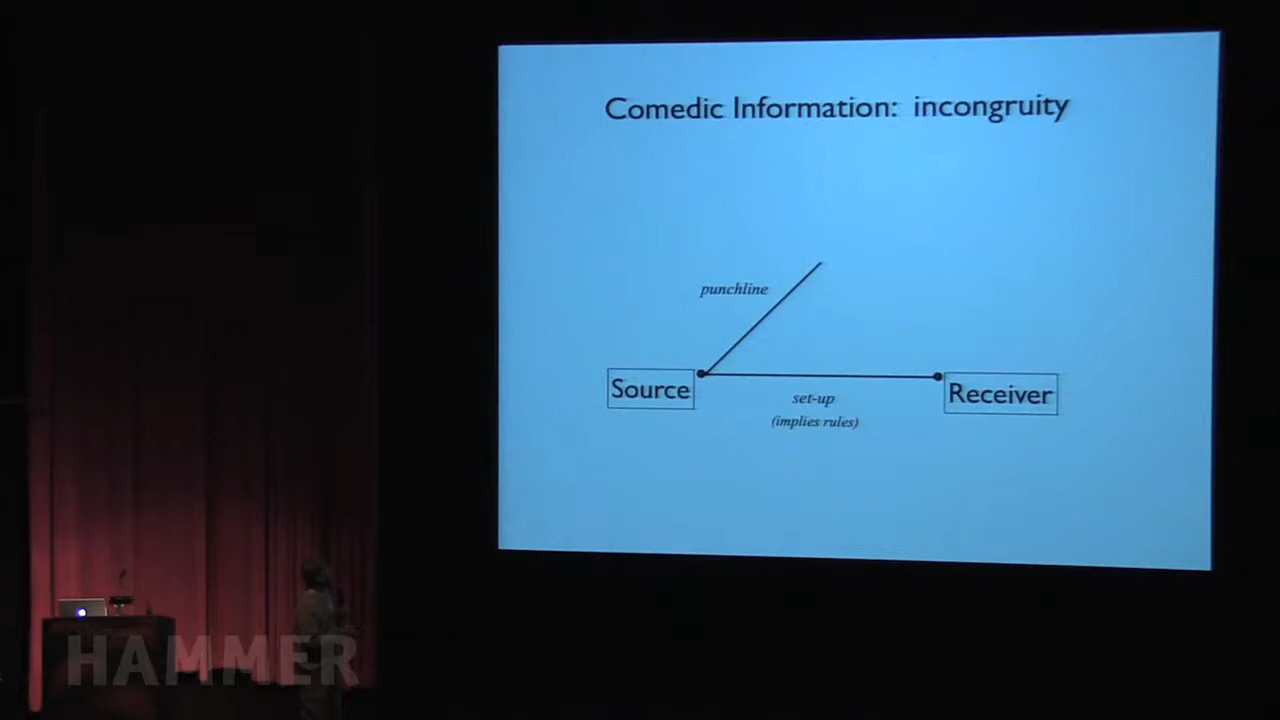 Comedic Information: incongruity
punchline
Source
Receiver
set-up
(implies rules)
HAMMER